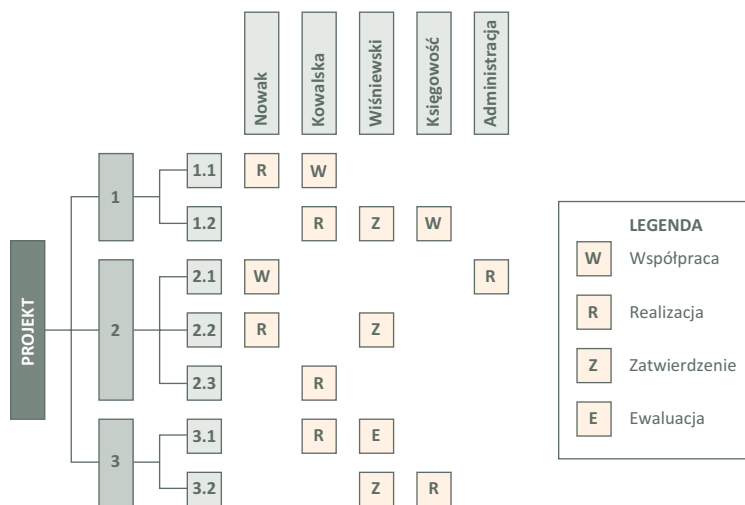 Nowak
Kowalska
Wiśniewski
Księgowość
Administracja
PROJEKT
1
1.1 R W
1.2 R Z W
2
2.1 W R
2.2 R Z
2.3 R
3
3.1 R E
3.2 Z R
LEGENDA
W Współpraca
R Realizacja
Z Zatwierdzenie
E Ewaluacja